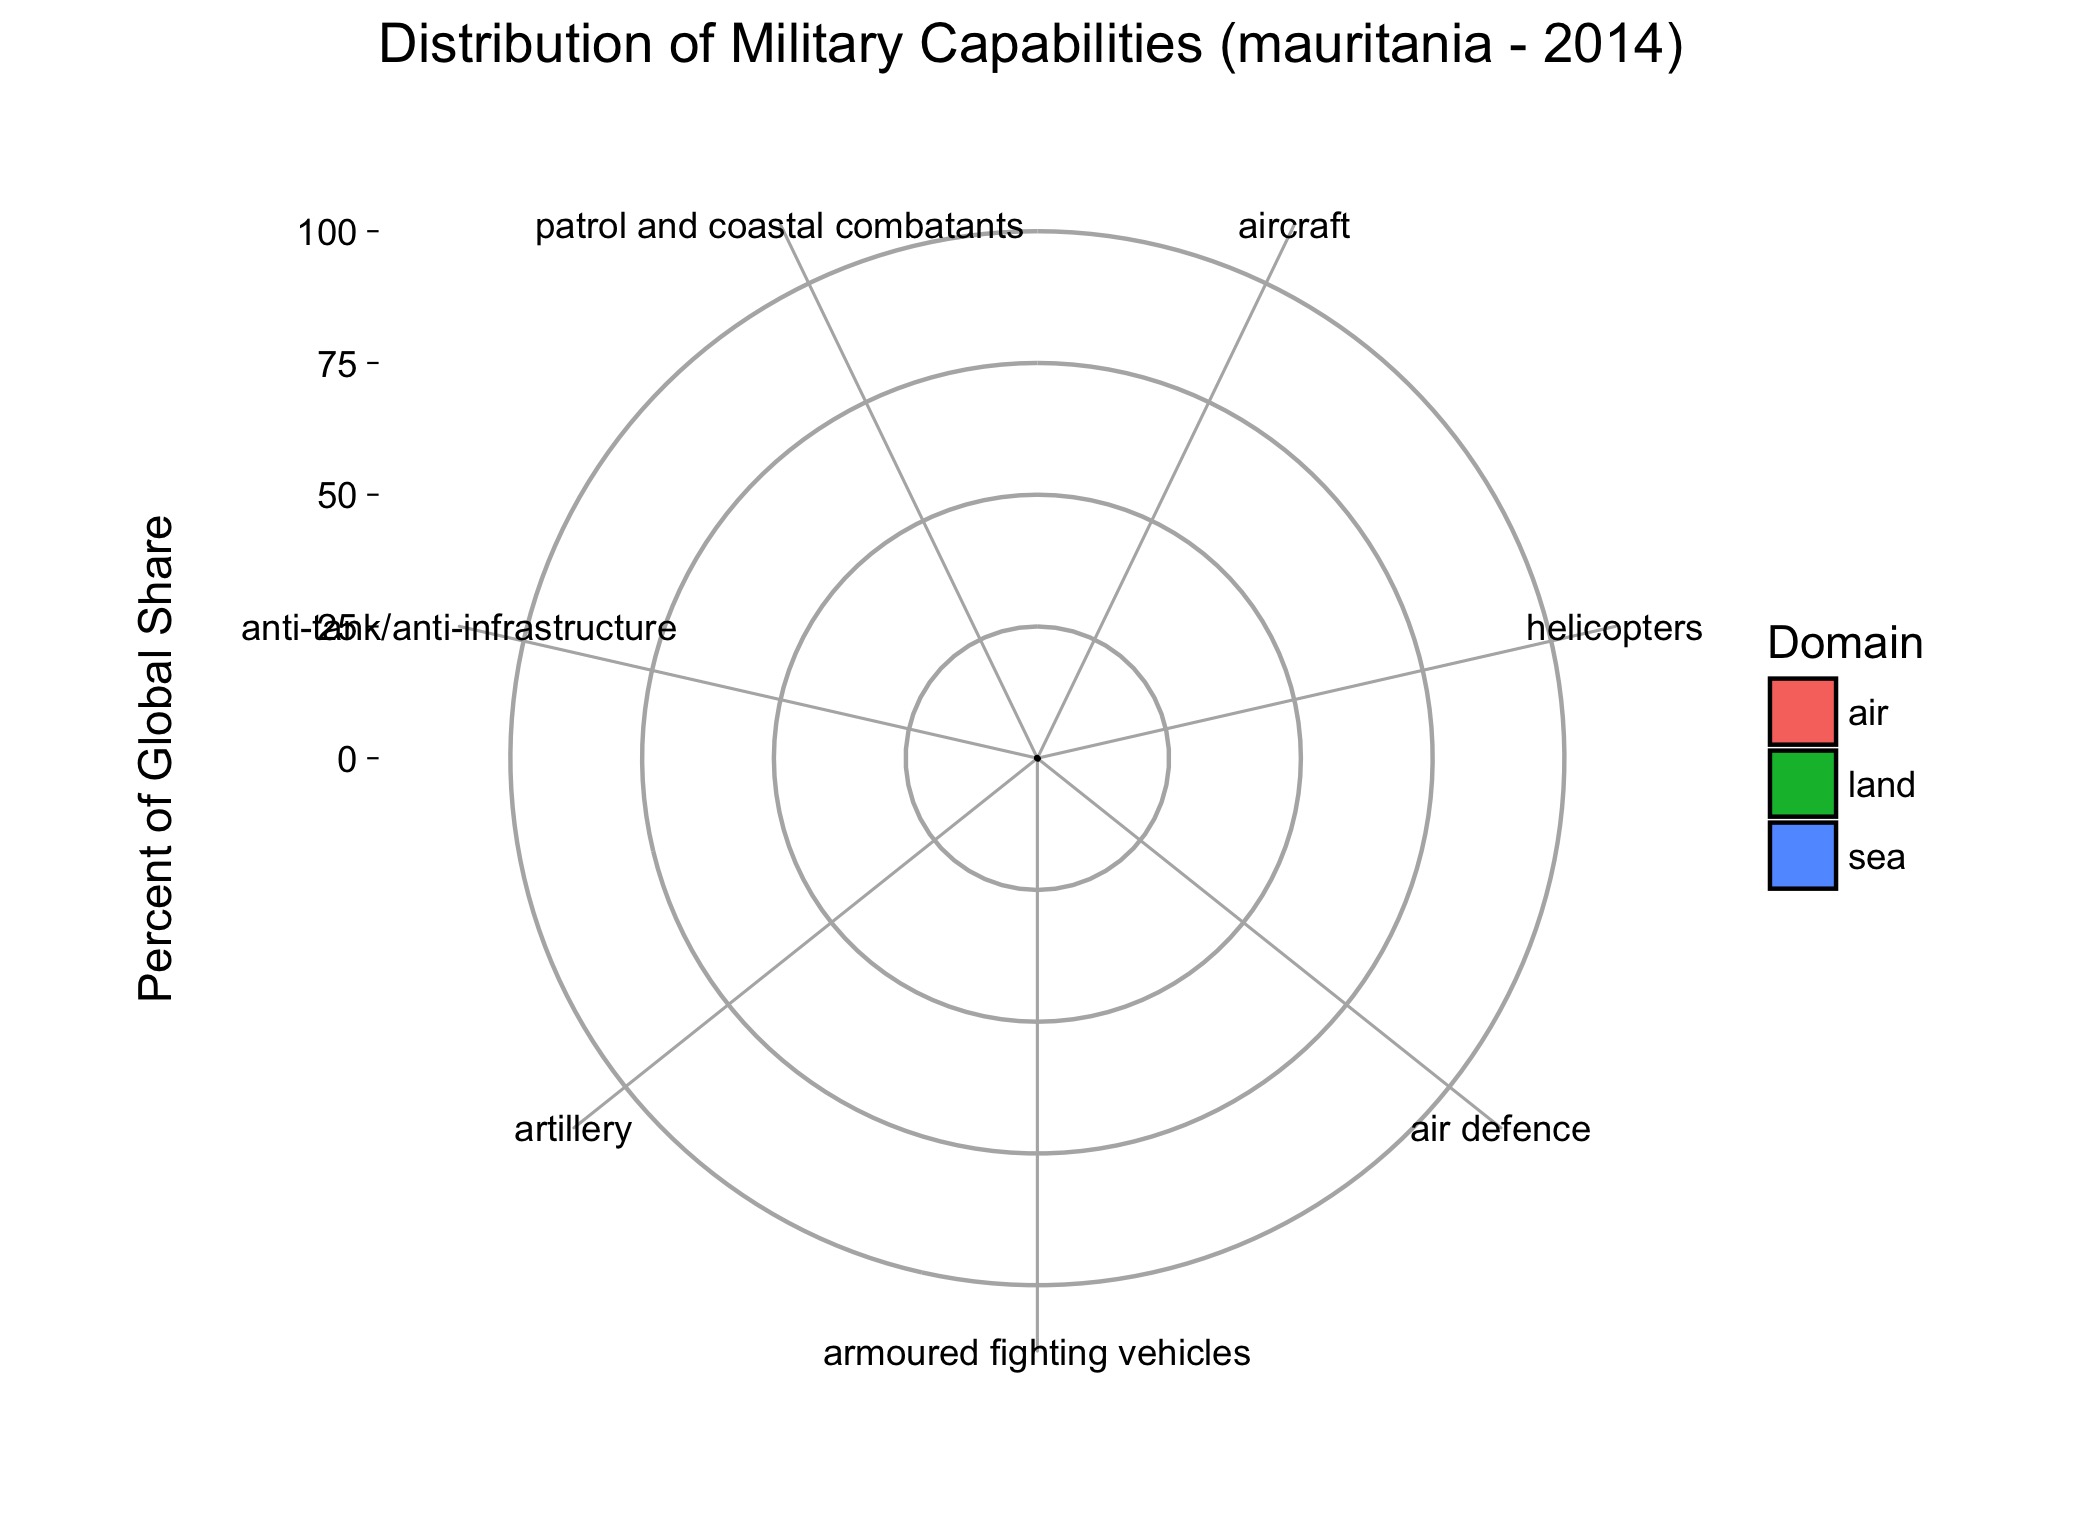 Distribution of Military Capabilities (mauritania - 2014)
patrol and coastal combatants
aircraft
100
75
50
25
0
Percent of Global Share
anti-tank/anti-infrastructure
helicopters
artillery
air defence
armoured fighting vehicles
Domain
air
land
sea